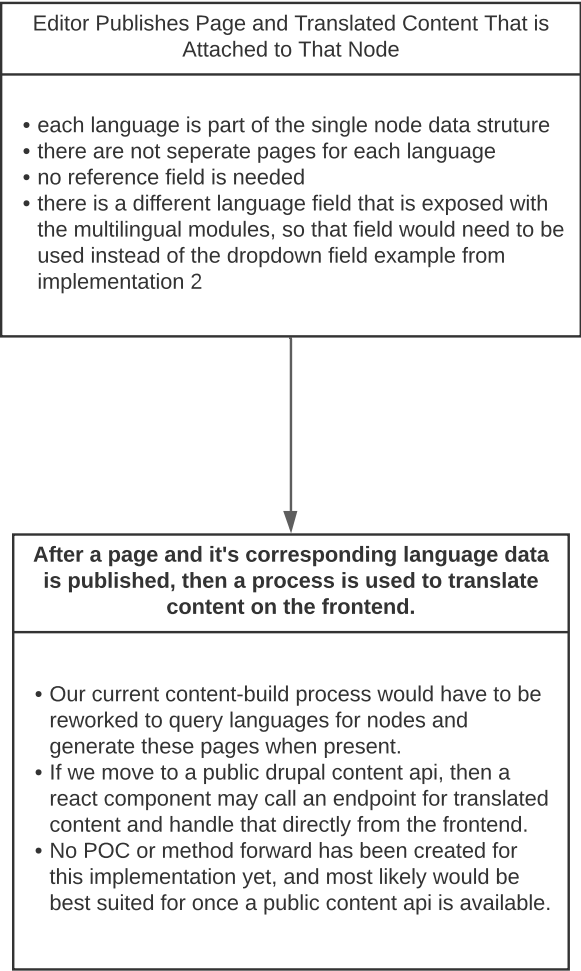 Editor Publishes Page and Translated Content That is
Attached to That Node
• each language is part of the single node data struture
• there are not seperate pages for each language
• no reference field is needed
• there is a different language field that is exposed with
the multilingual modules, so that field would need to be
used instead of the dropdown field example from
implementation 2
After a page and it's corresponding language data
is published, then a process is used to translate
content on the frontend.
• Our current content-build process would have to be
reworked to query languages for nodes and
generate these pages when present.
• If we move to a public drupal content api, then a
react component may call an endpoint for translated
content and handle that directly from the frontend.
• No POC or method forward has been created for
this implementation yet, and most likely would be
best suited for once a public content api is available.